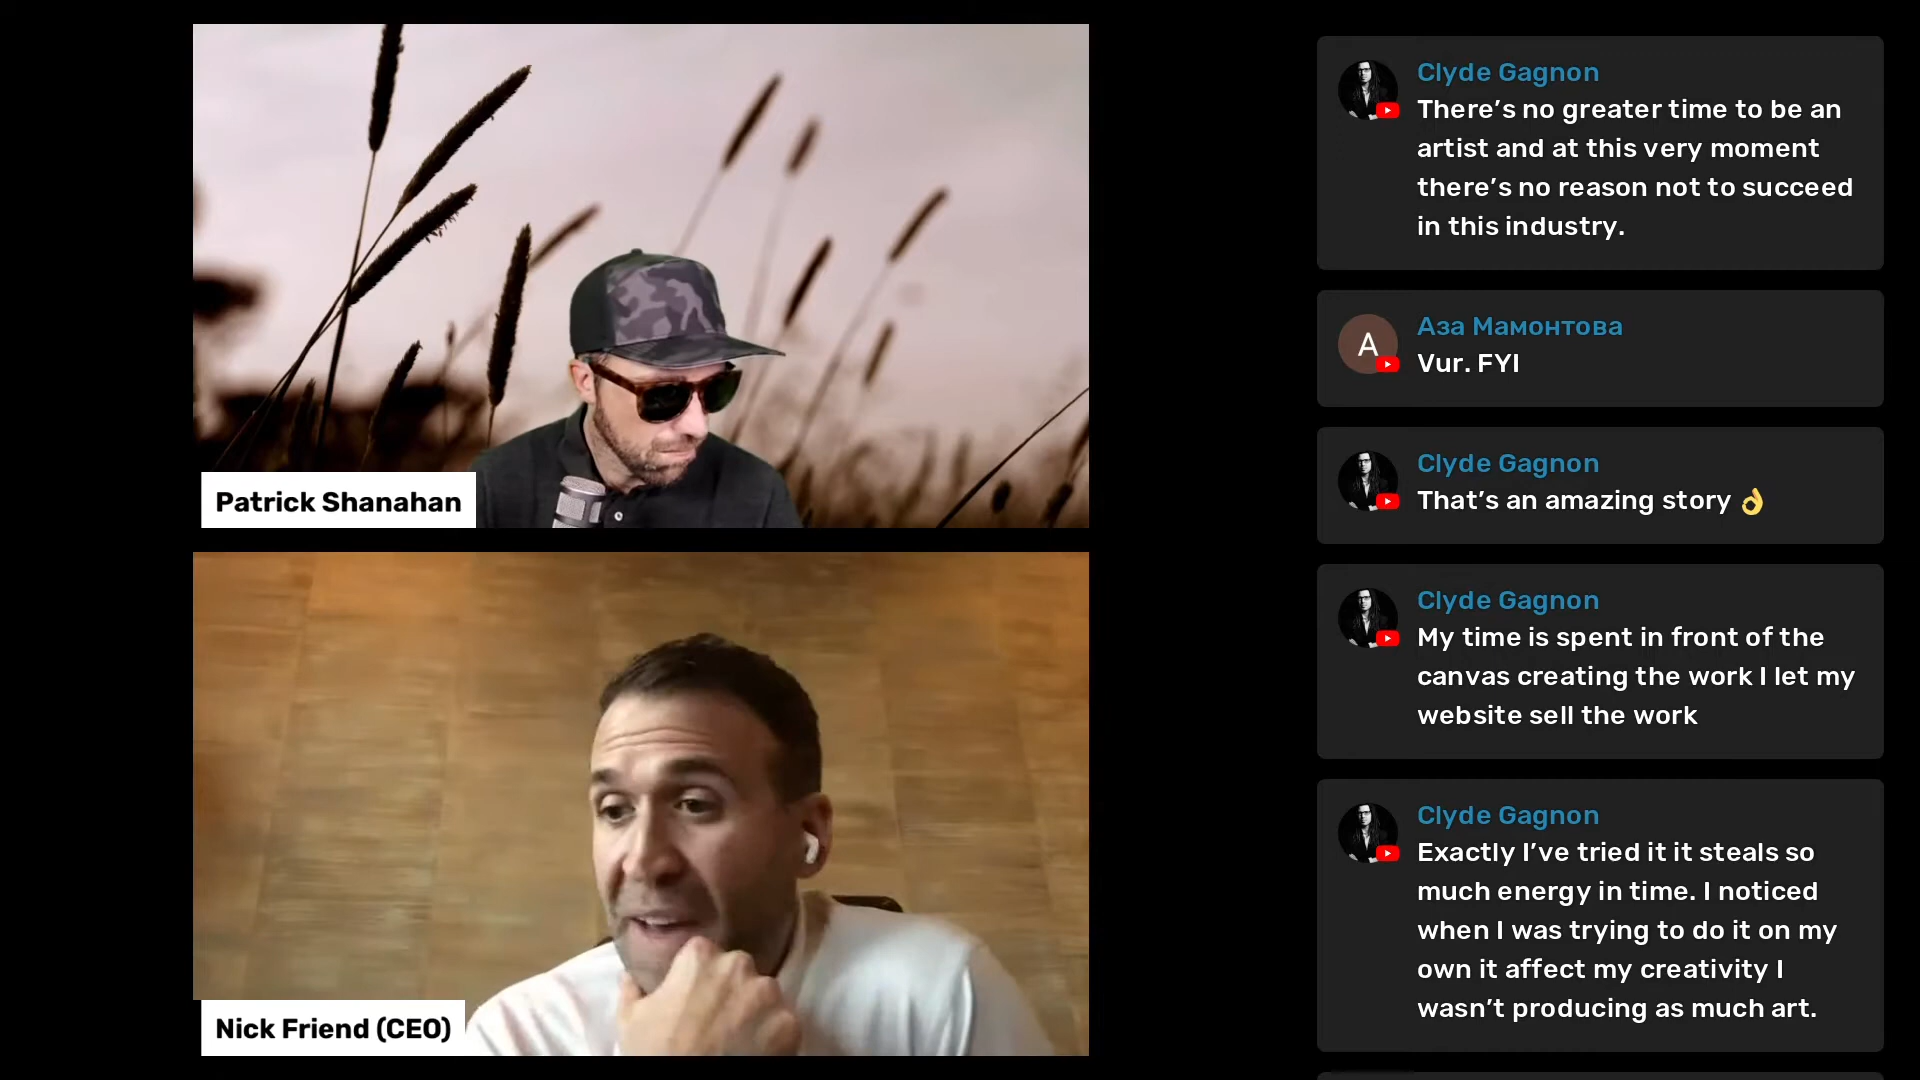 Patrick Shanahan
Nick Friend (CEO)
Clyde Gagnon
There’s no greater time to be an
artist and at this very moment
there’s no reason not to succeed
in this industry.
A
Аза Мамонтова
Vur. FYI
Clyde Gagnon
That’s an amazing story 👌
Clyde Gagnon
My time is spent in front of the
canvas creating the work I let my
website sell the work
Clyde Gagnon
Exactly I’ve tried it it steals so
much energy in time. I noticed
when I was trying to do it on my
own it affect my creativity I
wasn’t producing as much art.